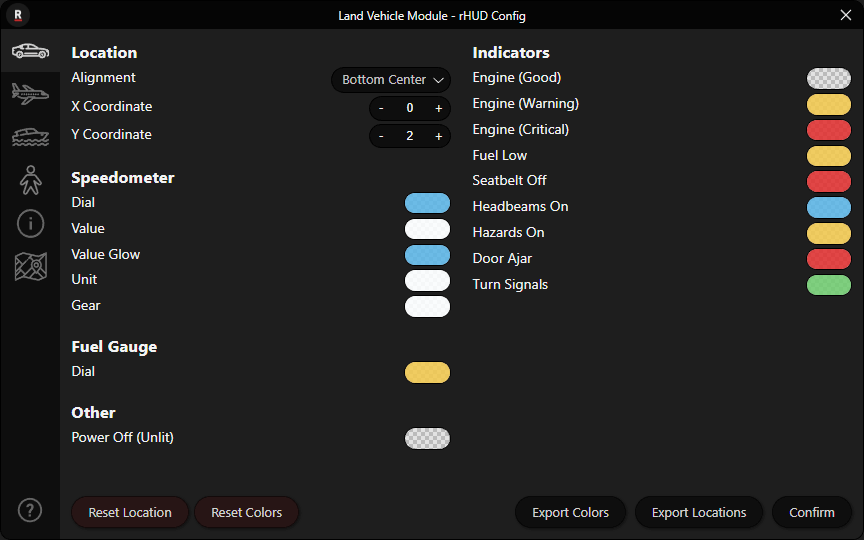 R
Land Vehicle Module - rHUD Config
Location
Alignment
Bottom Center
X Coordinate
- 0 +
Y Coordinate
- 2 +
Speedometer
Dial
Value
Value Glow
Unit
Gear
Fuel Gauge
Dial
Other
Power Off (Unlit)
Indicators
Engine (Good)
Engine (Warning)
Engine (Critical)
Fuel Low
Seatbelt Off
Headbeams On
Hazards On
Door Ajar
Turn Signals
?
Reset Location
Reset Colors
Export Colors
Export Locations
Confirm